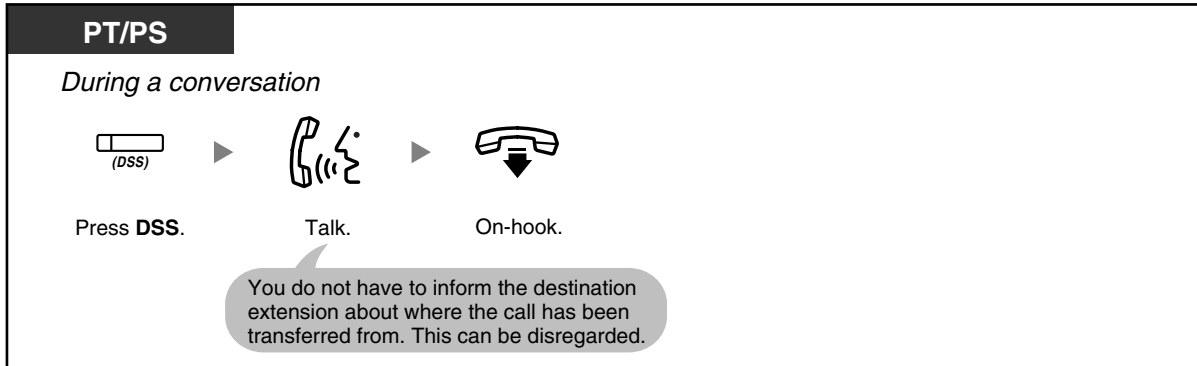 PT/PS
During a conversation
(DSS)
Press DSS.
Talk.
On-hook.
You do not have to inform the destination
extension about where the call has been
transferred from. This can be disregarded.